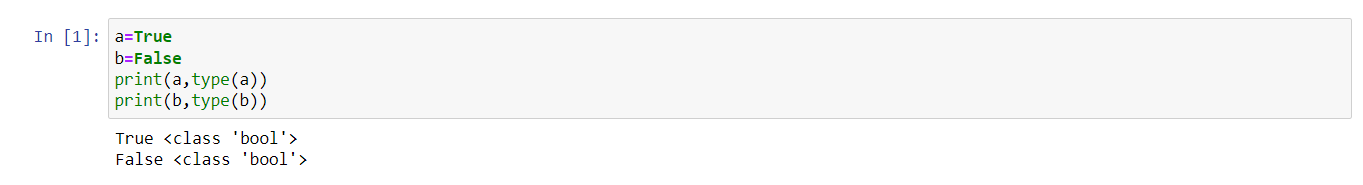 In [1]: a=True
b=False
print(a,type(a))
print(b,type(b))
True <class 'bool'>
False <class 'bool'>